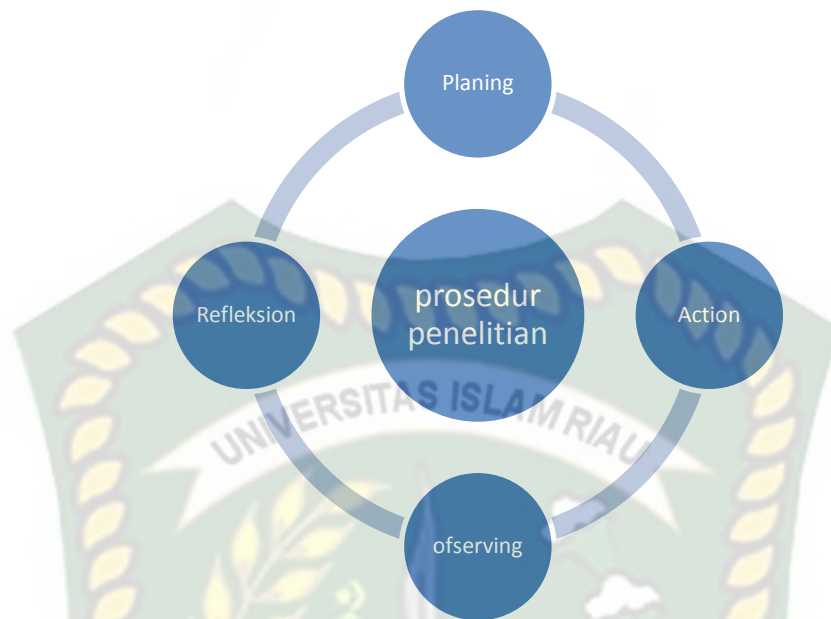 Planing
Refleksion
prosedur
penelitian
Action
UNIVERSITAS ISLAM RIAU
ofserving